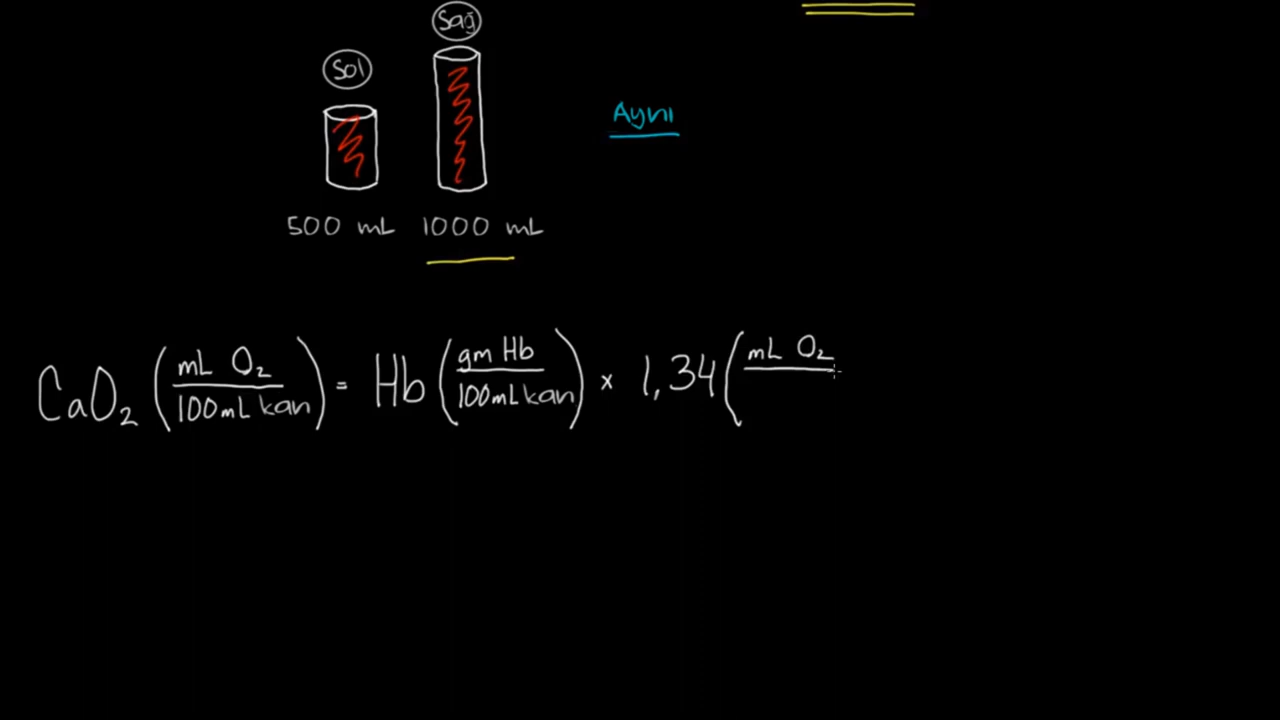 Sağ
Sol
Aynı
500 mL 1000 mL
CaO₂ (mL O₂ / 100mL kan) = Hb (gm Hb / 100mL kan) × 1,34 (mL O₂